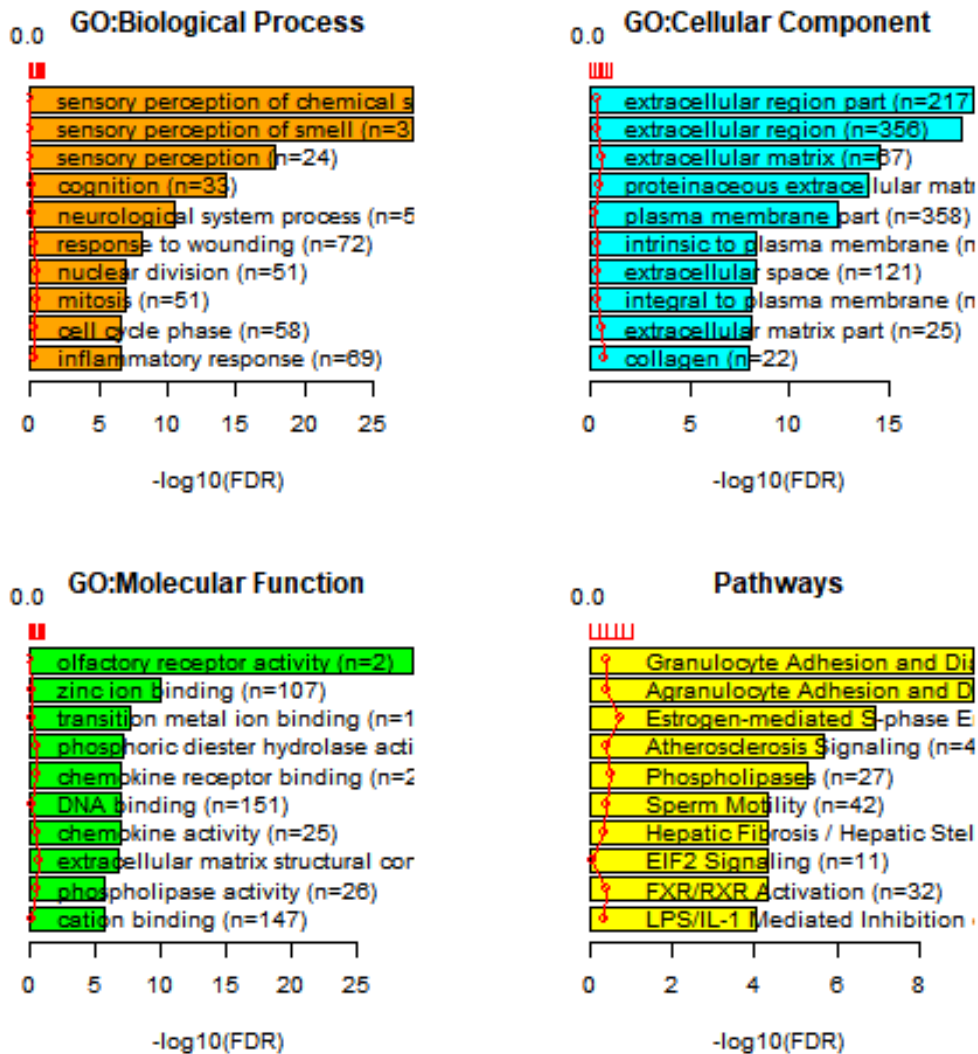 GO:Biological Process
0.0
sensory perception of chemical s
sensory perception of smell (n=3
sensory perception (n=24)
cognition (n=33)
neurological system process (n=5
response to wounding (n=72)
nuclear division (n=51)
mitosis (n=51)
cell cycle phase (n=58)
inflammatory response (n=69)
0 5 10 15 20 25
-log10(FDR)
GO:Cellular Component
0.0
extracellular region part (n=217
extracellular region (n=356)
extracellular matrix (n=67)
proteinaceous extracellular matri
plasma membrane part (n=358)
intrinsic to plasma membrane (n
extracellular space (n=121)
integral to plasma membrane (n
extracellular matrix part (n=25)
collagen (n=22)
0 5 10 15
-log10(FDR)
GO:Molecular Function
0.0
olfactory receptor activity (n=2)
zinc ion binding (n=107)
transition metal ion binding (n=1
phosphoric diester hydrolase acti
chemokine receptor binding (n=2
DNA binding (n=151)
chemokine activity (n=25)
extracellular matrix structural con
phospholipase activity (n=26)
cation binding (n=147)
0 5 10 15 20 25
-log10(FDR)
Pathways
0.0
Granulocyte Adhesion and Dia
Agranulocyte Adhesion and D
Estrogen-mediated S-phase E
Atherosclerosis Signaling (n=4
Phospholipases (n=27)
Sperm Motility (n=42)
Hepatic Fibrosis / Hepatic Stel
EIF2 Signaling (n=11)
FXR/RXR Activation (n=32)
LPS/IL-1 Mediated Inhibition
0 2 4 6 8
-log10(FDR)